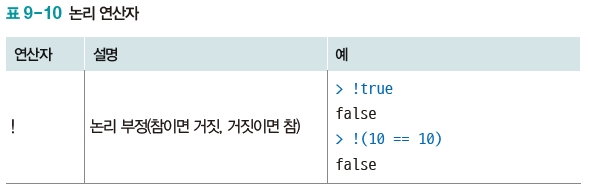 표 9-10 논리 연산자
연산자 설명 예
! 논리 부정(참이면 거짓, 거짓이면 참)
> !true
false
> !(10 == 10)
false